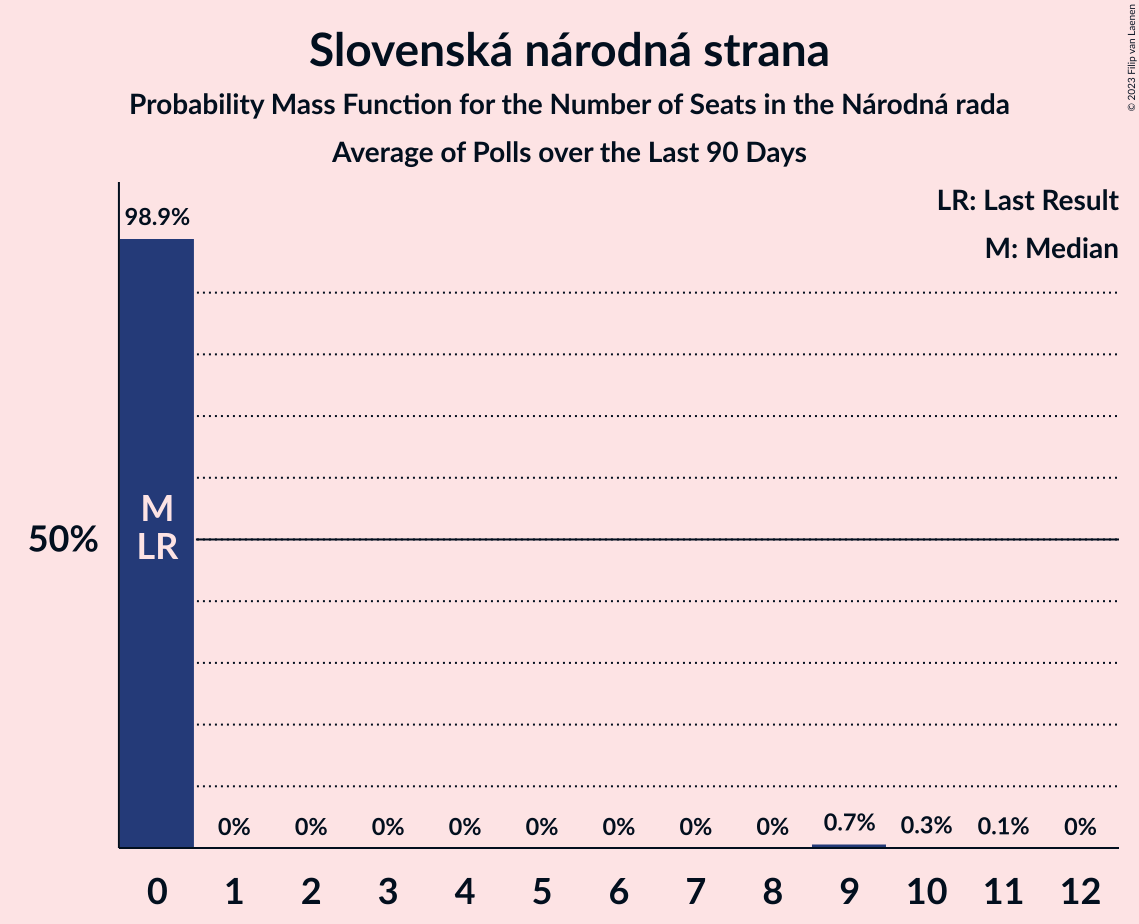 © 2023 Filip van Laenen
Slovenská národná strana
Probability Mass Function for the Number of Seats in the Národná rada
Average of Polls over the Last 90 Days
LR: Last Result
M: Median
98.9%
M
LR
50%
0% 0% 0% 0% 0% 0% 0% 0% 0.7% 0.3% 0.1% 0%
0 1 2 3 4 5 6 7 8 9 10 11 12